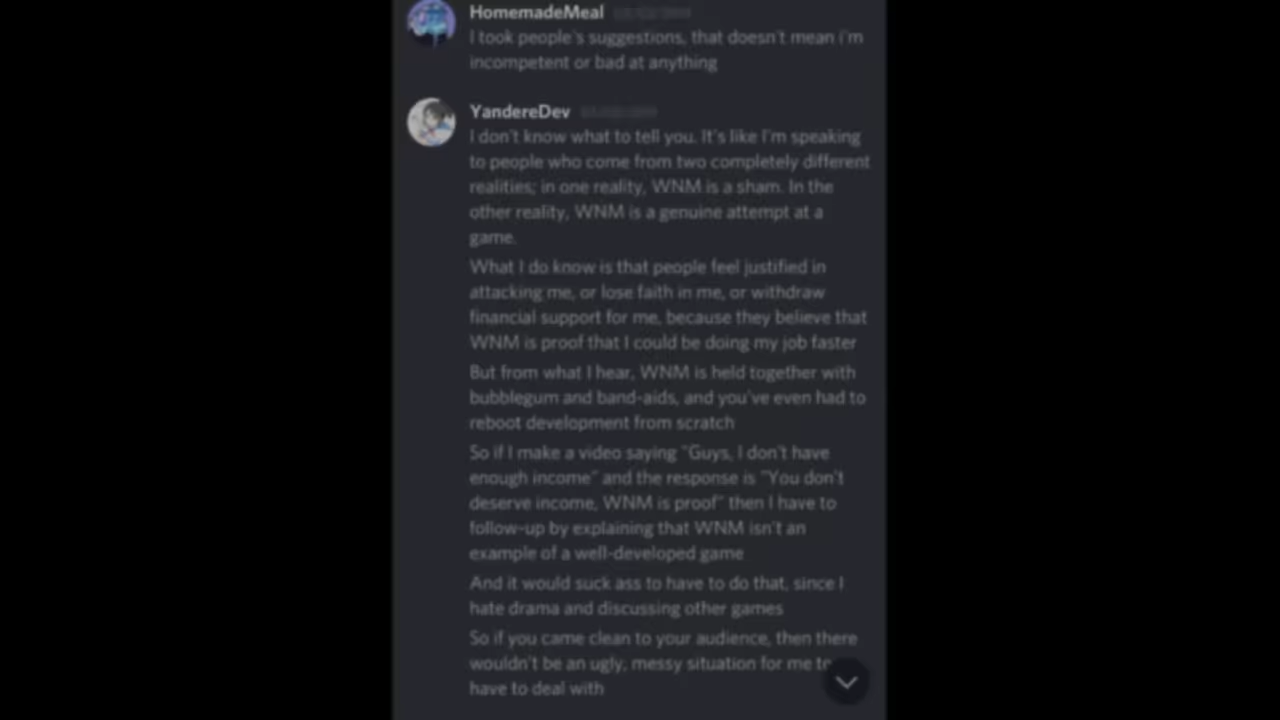 HomemadeMeal
I took people's suggestions, that doesn't mean i'm
incompetent or bad at anything
YandereDev
I don't know what to tell you. It's like I'm speaking
to people who come from two completely different
realities; in one reality, WNM is a sham. In the
other reality, WNM is a genuine attempt at a
game.
What I do know is that people feel justified in
attacking me, or lose faith in me, or withdraw
financial support for me, because they believe that
WNM is proof that I could be doing my job faster
But from what I hear, WNM is held together with
bubblegum and band-aids, and you've even had to
reboot development from scratch
So if I make a video saying "Guys, I don't have
enough income" and the response is "You don't
deserve income, WNM is proof" then I have to
follow-up by explaining that WNM isn't an
example of a well-developed game
And it would suck ass to have to do that, since I
hate drama and discussing other games
So if you came clean to your audience, then there
wouldn't be an ugly, messy situation for me to
have to deal with